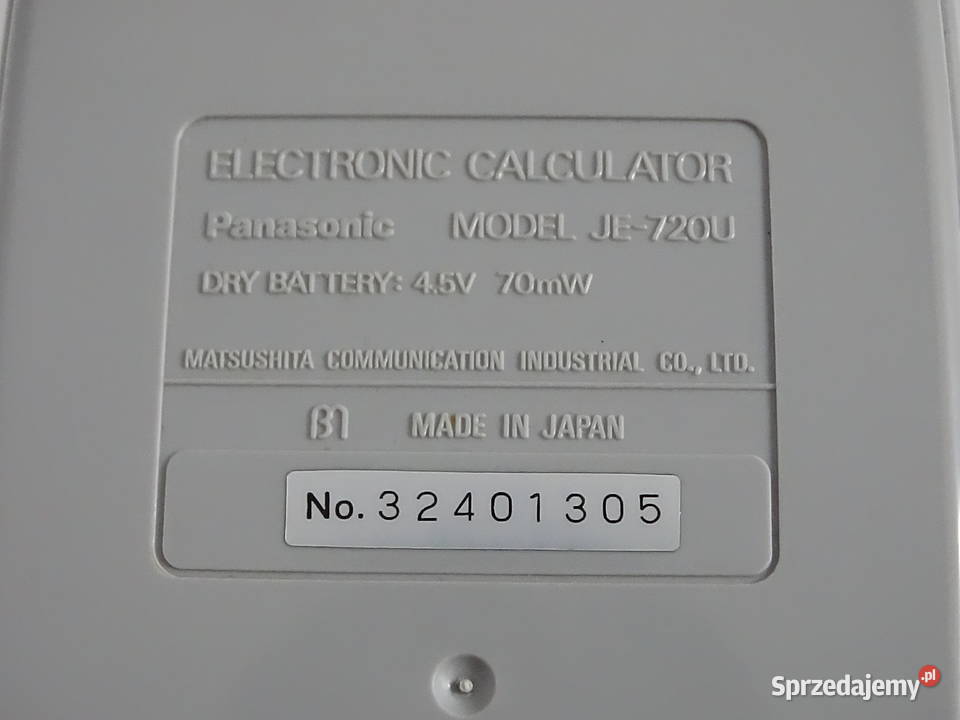 ELECTRONIC CALCULATOR
Panasonic MODEL JE-720U
DRY BATTERY: 4.5V 70mW
MATSUSHITA COMMUNICATION INDUSTRIAL CO., LTD.
MADE IN JAPAN
No. 32401305
Sprzedajemy.pl